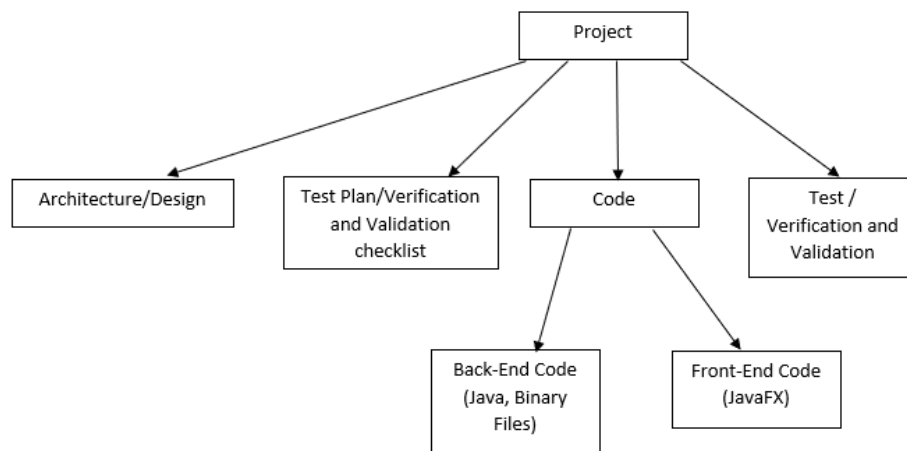 Project
Architecture/Design
Test Plan/Verification
and Validation
checklist
Code
Test /
Verification and
Validation
Back-End Code
(Java, Binary
Files)
Front-End Code
(JavaFX)